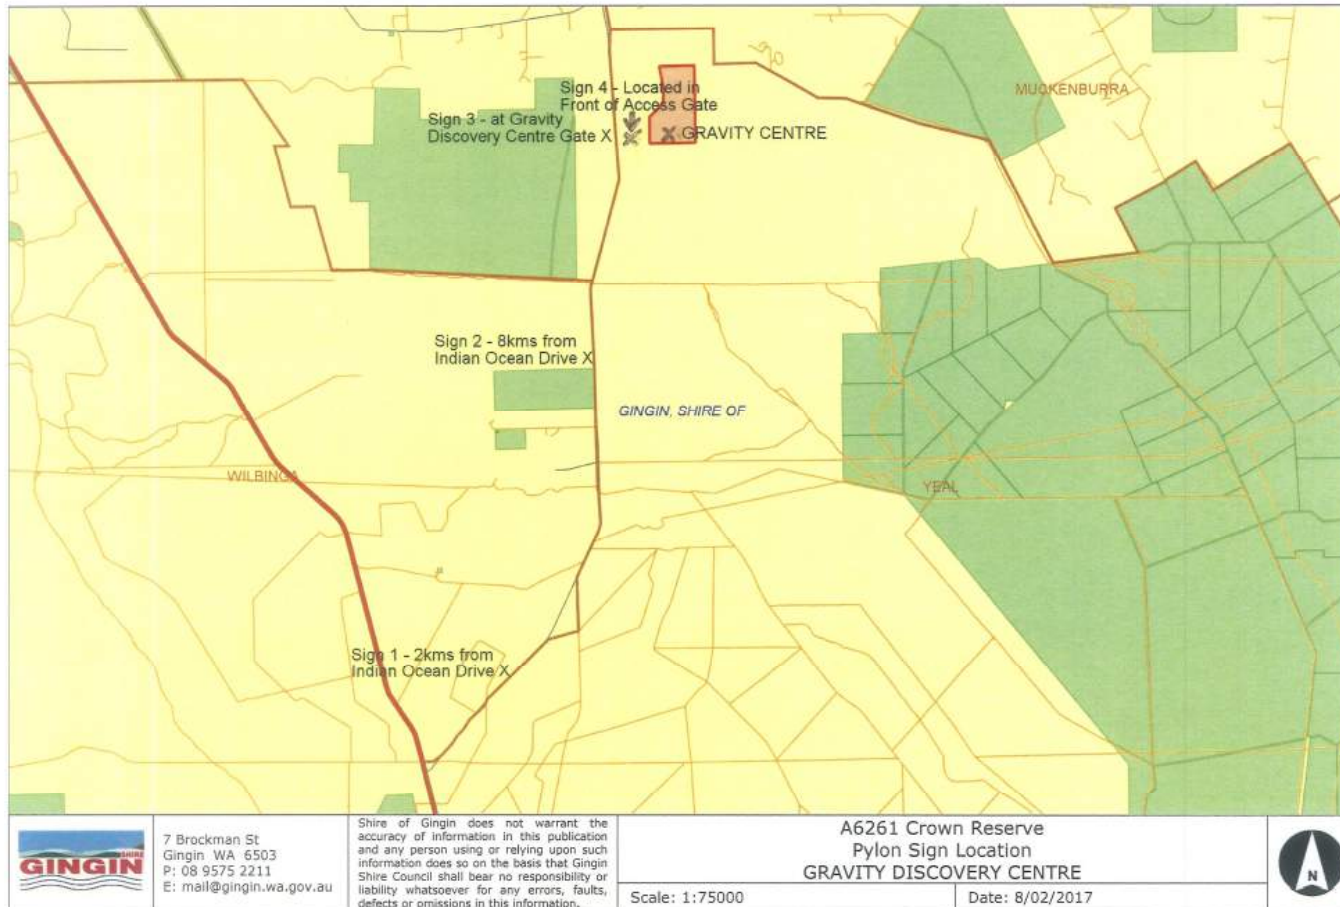 Sign 4 - Located in
Front of Access Gate
MUCKENBURRA
Sign 3 - at Gravity
Discovery Centre Gate X
X GRAVITY CENTRE
Sign 2 - 8kms from
Indian Ocean Drive X
GINGIN, SHIRE OF
WILBINGA
YEAL
Sign 1 - 2kms from
Indian Ocean Drive X
SHIRE
GINGIN
7 Brockman St
Gingin WA 6503
P: 08 9575 2211
E: mail@gingin.wa.gov.au
Shire of Gingin does not warrant the
accuracy of information in this publication
and any person using or relying upon such
information does so on the basis that Gingin
Shire Council shall bear no responsibility or
liability whatsoever for any errors, faults,
defects or omissions in this information.
A6261 Crown Reserve
Pylon Sign Location
GRAVITY DISCOVERY CENTRE
Scale: 1:75000
Date: 8/02/2017
N